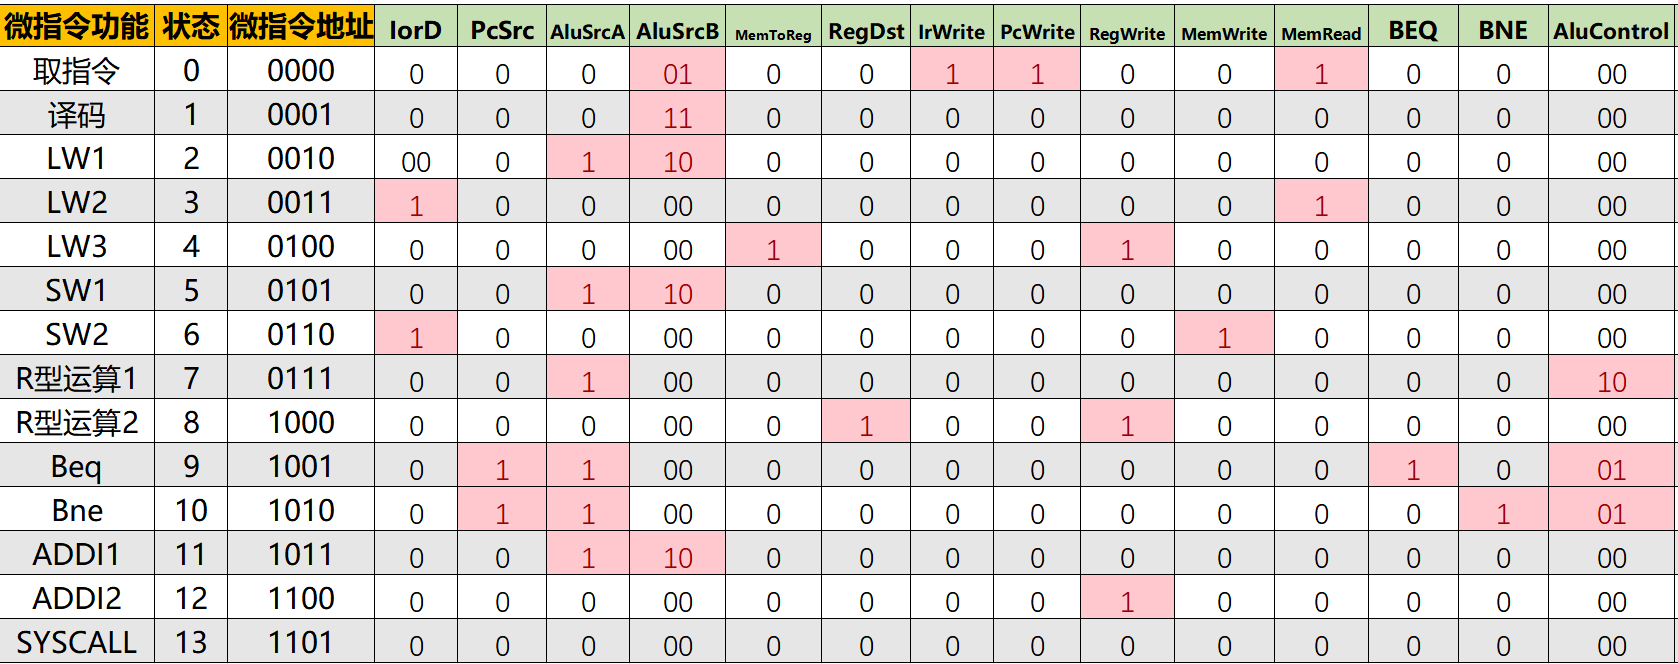 微指令功能 状态 微指令地址 IorD PcSrc AluSrcA AluSrcB MemToReg RegDst IrWrite PcWrite RegWrite MemWrite MemRead BEQ BNE AluControl
取指令 0 0000 0 0 0 01 0 0 1 1 0 0 1 0 0 00
译码 1 0001 0 0 0 11 0 0 0 0 0 0 0 0 0 00
LW1 2 0010 00 0 1 10 0 0 0 0 0 0 0 0 0 00
LW2 3 0011 1 0 0 00 0 0 0 0 0 0 1 0 0 00
LW3 4 0100 0 0 0 00 1 0 0 0 1 0 0 0 0 00
SW1 5 0101 0 0 1 10 0 0 0 0 0 0 0 0 0 00
SW2 6 0110 1 0 0 00 0 0 0 0 0 1 0 0 0 00
R型运算1 7 0111 0 0 1 00 0 0 0 0 0 0 0 0 0 10
R型运算2 8 1000 0 0 0 00 0 1 0 0 1 0 0 0 0 00
Beq 9 1001 0 1 1 00 0 0 0 0 0 0 0 1 0 01
Bne 10 1010 0 1 1 00 0 0 0 0 0 0 0 0 1 01
ADDI1 11 1011 0 0 1 10 0 0 0 0 0 0 0 0 0 00
ADDI2 12 1100 0 0 0 00 0 0 0 0 1 0 0 0 0 00
SYSCALL 13 1101 0 0 0 00 0 0 0 0 0 0 0 0 0 00